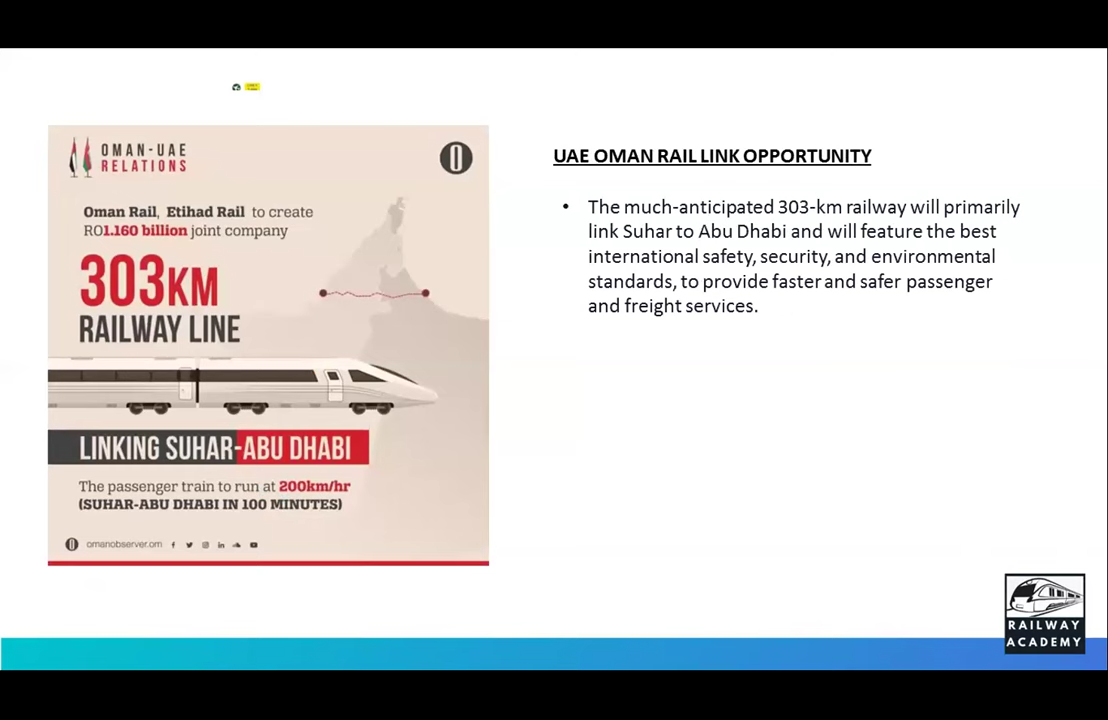 OMAN-UAE
RELATIONS
Oman Rail, Etihad Rail to create
RO1.160 billion joint company
303KM
RAILWAY LINE
LINKING SUHAR-ABU DHABI
The passenger train to run at 200km/hr
(SUHAR-ABU DHABI IN 100 MINUTES)
omanobserver.om
UAE OMAN RAIL LINK OPPORTUNITY
• The much-anticipated 303-km railway will primarily
link Suhar to Abu Dhabi and will feature the best
international safety, security, and environmental
standards, to provide faster and safer passenger
and freight services.
RAILWAY
ACADEMY